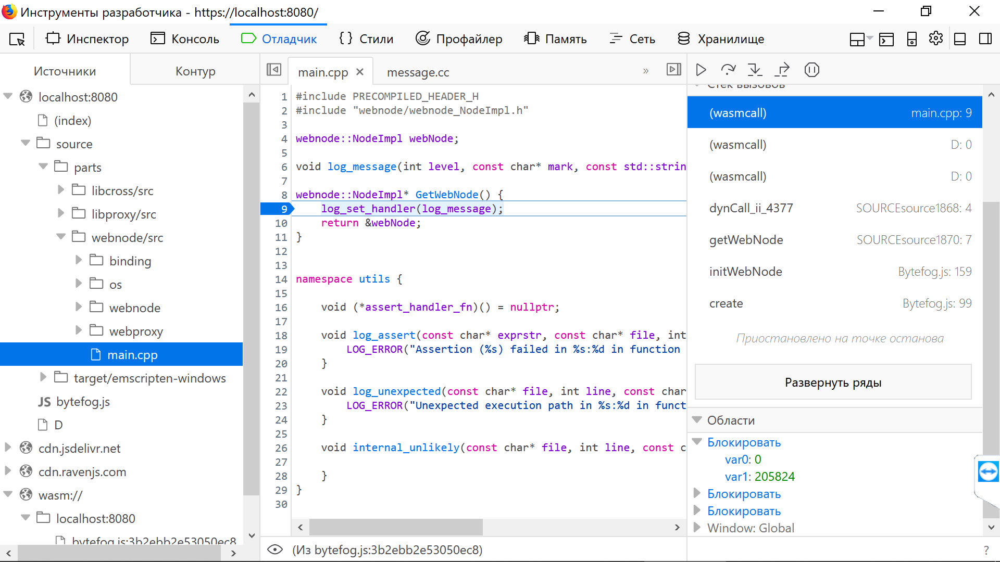 Инструменты разработчика - https://localhost:8080/
Инспектор
Консоль
Отладчик
Стили
Профайлер
Память
Сеть
Хранилище
Источники
Контур
localhost:8080
(index)
source
parts
libcross/src
libproxy/src
webnode/src
binding
os
webnode
webproxy
main.cpp
target/emscripten-windows
JS bytefog.js
D
cdn.jsdelivr.net
cdn.ravenjs.com
wasm://
localhost:8080
bytefog.js:3b2ebb2e53050ec8
main.cpp
message.cc
»
1 #include PRECOMPILED_HEADER_H
2 #include "webnode/webnode_NodeImpl.h"
3
4 webnode::NodeImpl webNode;
5
6 void log_message(int level, const char* mark, const std::strin
7
8 webnode::NodeImpl* GetWebNode() {
9 log_set_handler(log_message);
10 return &webNode;
11 }
12
13
14 namespace utils {
15
16 void (*assert_handler_fn)() = nullptr;
17
18 void log_assert(const char* exprstr, const char* file, int
19 LOG_ERROR("Assertion (%s) failed in %s:%d in function
20 }
21
22 void log_unexpected(const char* file, int line, const char
23 LOG_ERROR("Unexpected execution path in %s:%d in funct
24 }
25
26 void internal_unlikely(const char* file, int line, const c
27
28 }
29 }
30
(Из bytefog.js:3b2ebb2e53050ec8)
Стек вызовов
(wasmcall) main.cpp: 9
(wasmcall) D: 0
(wasmcall) D: 0
dynCall_ii_4377 SOURCEsource1868: 4
getWebNode SOURCEsource1870: 7
initWebNode Bytefog.js: 159
create Bytefog.js: 99
Приостановлено на точке останова
Развернуть ряды
Области
Блокировать
var0: 0
var1: 205824
Блокировать
Блокировать
Window: Global
?